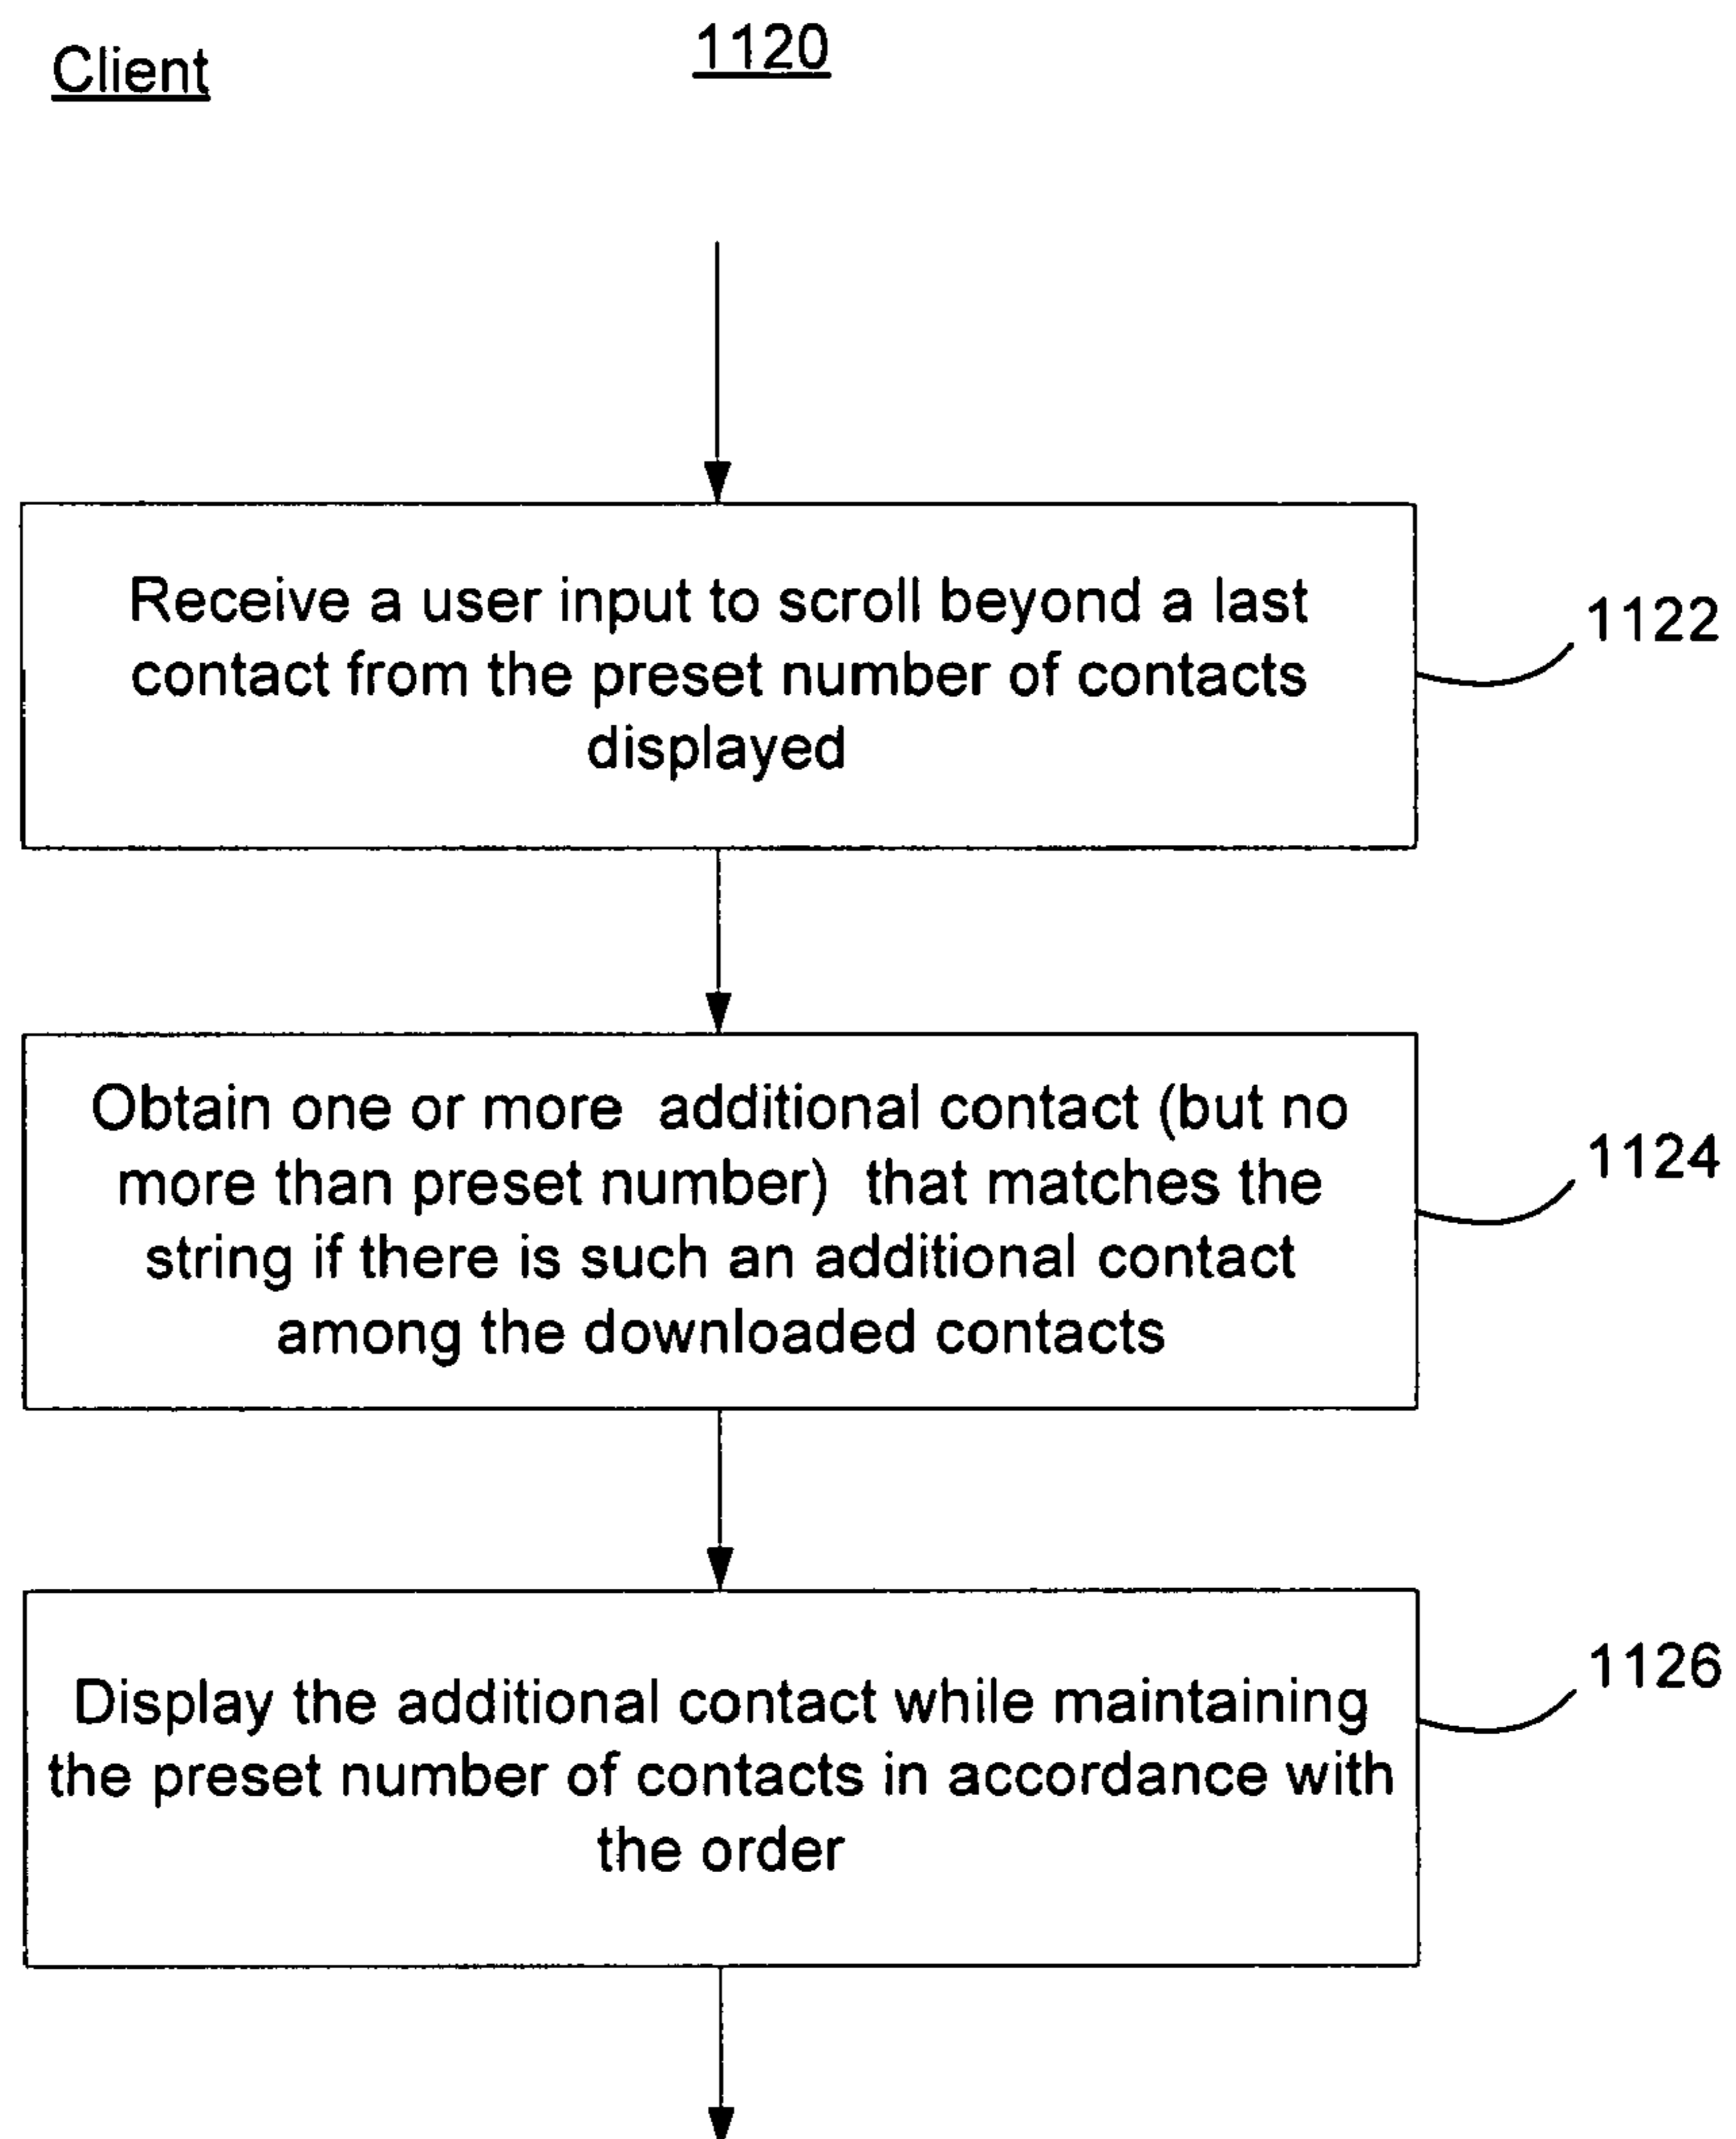 Client
1120
Receive a user input to scroll beyond a last
contact from the preset number of contacts
displayed
1122
Obtain one or more additional contact (but no
more than preset number) that matches the
string if there is such an additional contact
among the downloaded contacts
1124
Display the additional contact while maintaining
the preset number of contacts in accordance with
the order
1126